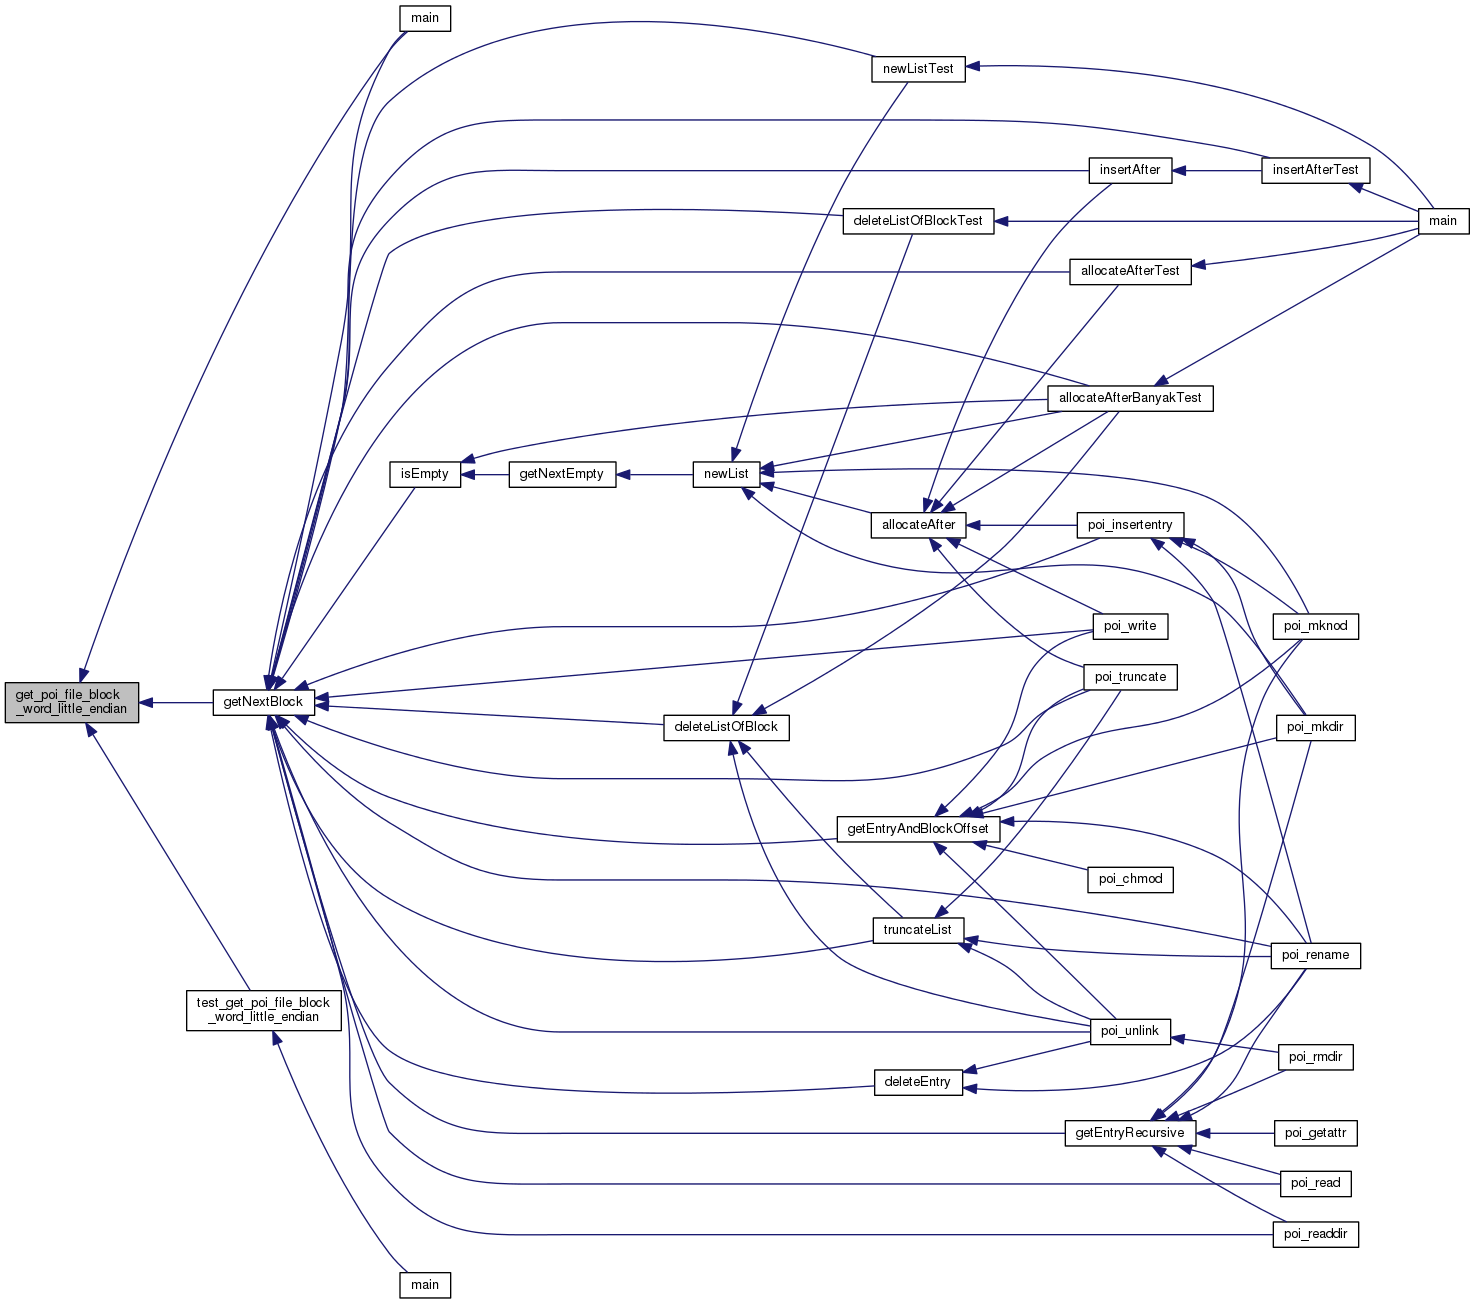 main
newListTest
insertAfter
insertAfterTest
deleteListOfBlockTest
main
allocateAfterTest
allocateAfterBanyakTest
isEmpty
getNextEmpty
newList
allocateAfter
poi_insertentry
poi_write
poi_mknod
poi_truncate
get_poi_file_block
_word_little_endian
getNextBlock
deleteListOfBlock
poi_mkdir
getEntryAndBlockOffset
poi_chmod
truncateList
poi_rename
test_get_poi_file_block
_word_little_endian
poi_unlink
poi_rmdir
deleteEntry
getEntryRecursive
poi_getattr
poi_read
poi_readdir
main